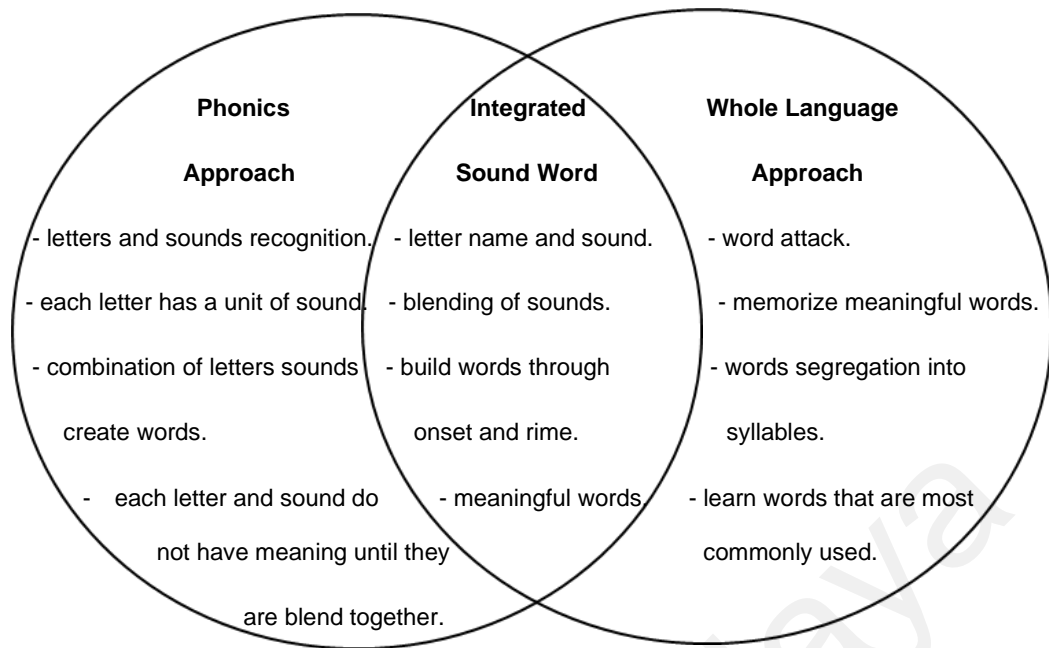 Phonics
Approach
- letters and sounds recognition.
- each letter has a unit of sound.
- combination of letters sounds
create words.
- each letter and sound do
not have meaning until they
are blend together.
Integrated
Sound Word
- letter name and sound.
- blending of sounds.
- build words through
onset and rime.
- meaningful words.
Whole Language
Approach
- word attack.
- memorize meaningful words.
- words segregation into
syllables.
- learn words that are most
commonly used.